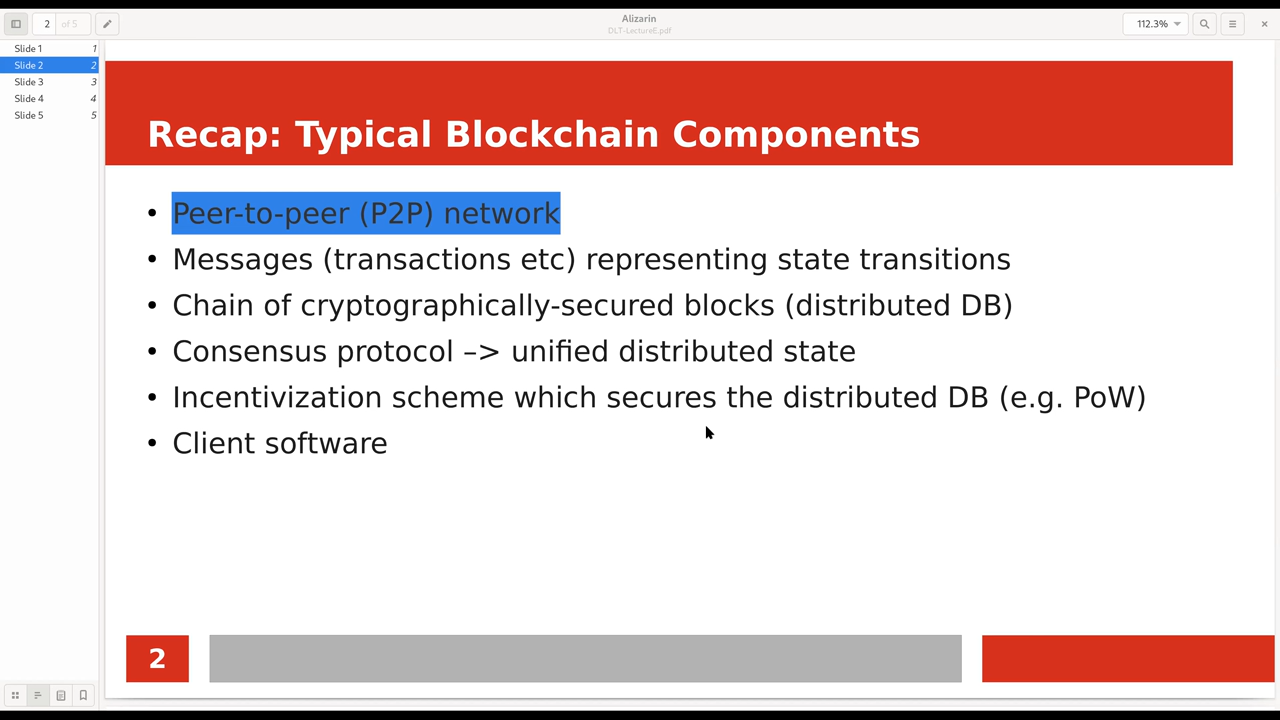 2 of 5
Alizarin
DLT-LectureE.pdf
112.3%
Slide 1 1
Slide 2 2
Slide 3 3
Slide 4 4
Slide 5 5
Recap: Typical Blockchain Components
• Peer-to-peer (P2P) network
• Messages (transactions etc) representing state transitions
• Chain of cryptographically-secured blocks (distributed DB)
• Consensus protocol –> unified distributed state
• Incentivization scheme which secures the distributed DB (e.g. PoW)
• Client software
2